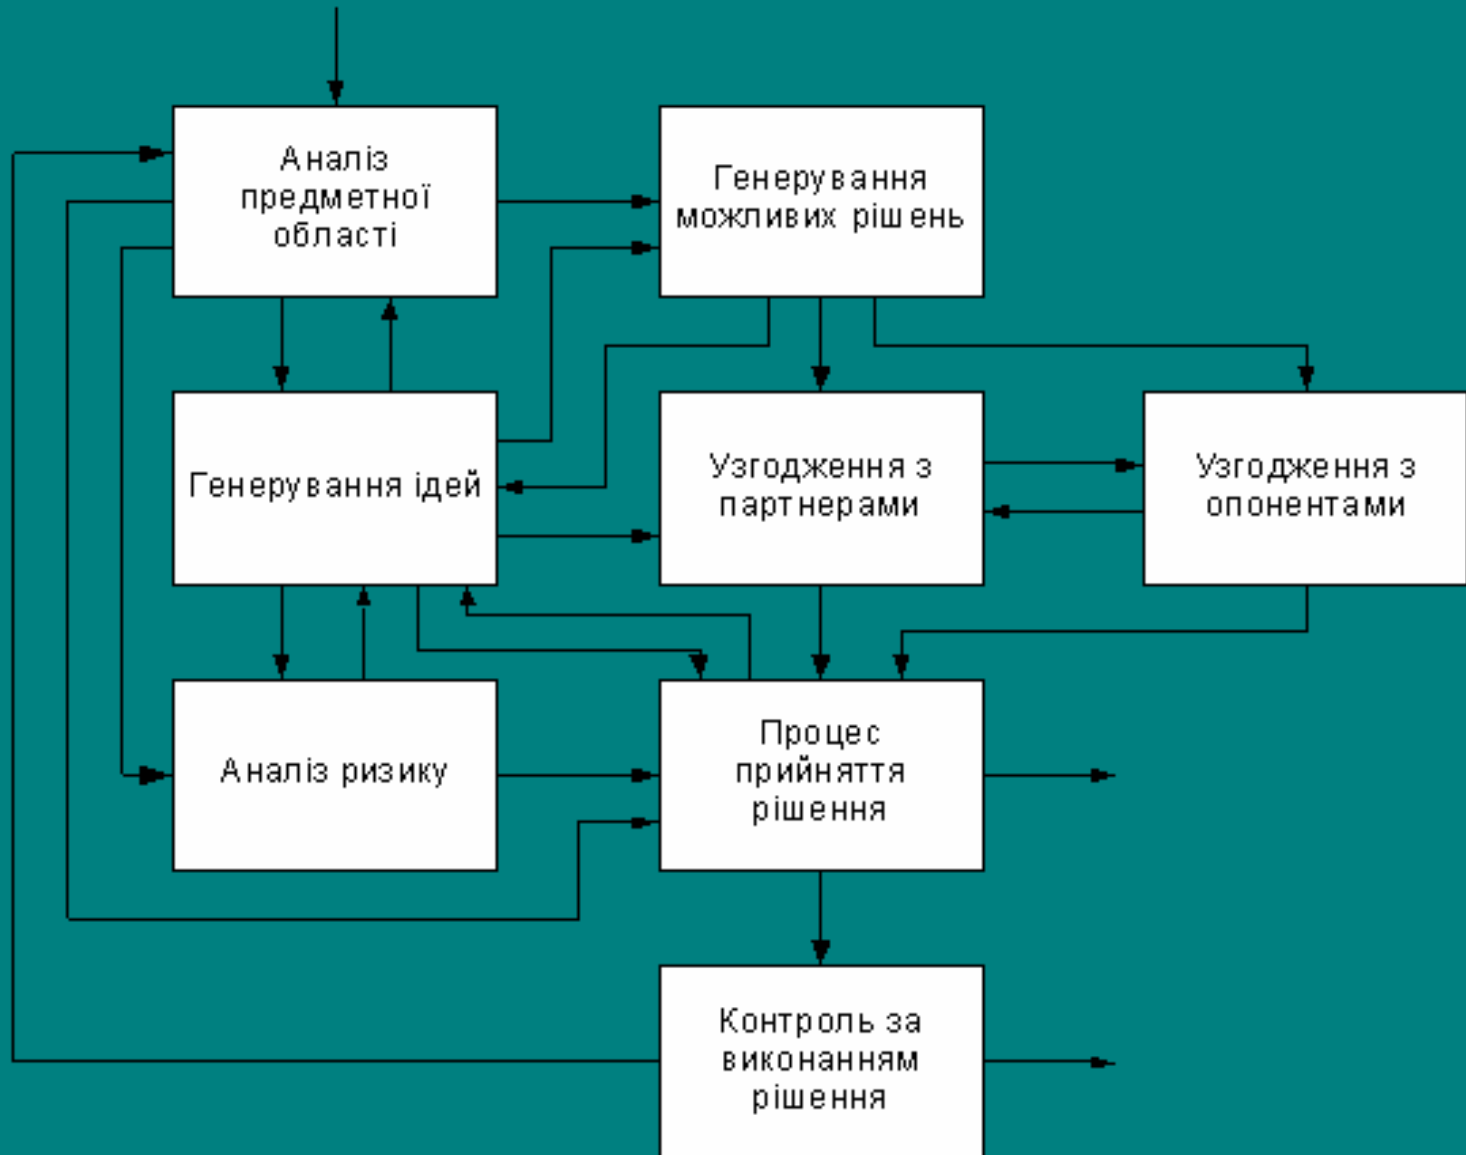 Аналіз
предметної
області
Генерування
можливих рішень
Генерування ідей
Узгодження з
партнерами
Узгодження з
опонентами
Аналіз ризику
Процес
прийняття
рішення
Контроль за
виконанням
рішення